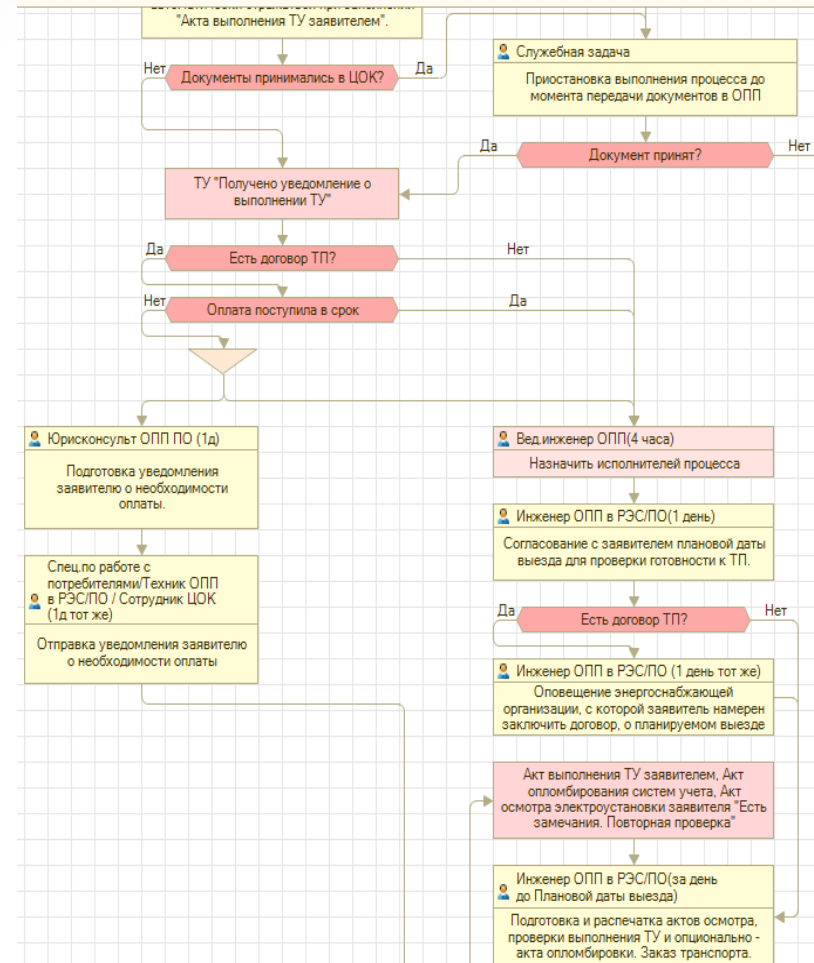 "Акта выполнения ТУ заявителем".
Нет
Документы принимались в ЦОК?
Да
Служебная задача
Приостановка выполнения процесса до
момента передачи документов в ОПП
Да
Документ принят?
Нет
ТУ "Получено уведомление о
выполнении ТУ"
Да
Есть договор ТП?
Нет
Нет
Оплата поступила в срок
Да
Юрисконсульт ОПП ПО (1д)
Подготовка уведомления
заявителю о необходимости
оплаты.
Спец.по работе с
потребителями/Техник ОПП
в РЭС/ПО / Сотрудник ЦОК
(1д тот же)
Отправка уведомления заявителю
о необходимости оплаты
Вед.инженер ОПП(4 часа)
Назначить исполнителей процесса
Инженер ОПП в РЭС/ПО(1 день)
Согласование с заявителем плановой даты
выезда для проверки готовности к ТП.
Да
Есть договор ТП?
Нет
Инженер ОПП в РЭС/ПО (1 день тот же)
Оповещение энергоснабжающей
организации, с которой заявитель намерен
заключить договор, о планируемом выезде
Акт выполнения ТУ заявителем, Акт
опломбирования систем учета, Акт
осмотра электроустановки заявителя "Есть
замечания. Повторная проверка"
Инженер ОПП в РЭС/ПО(за день
до Плановой даты выезда)
Подготовка и распечатка актов осмотра,
проверки выполнения ТУ и опционально -
акта опломбировки. Заказ транспорта.